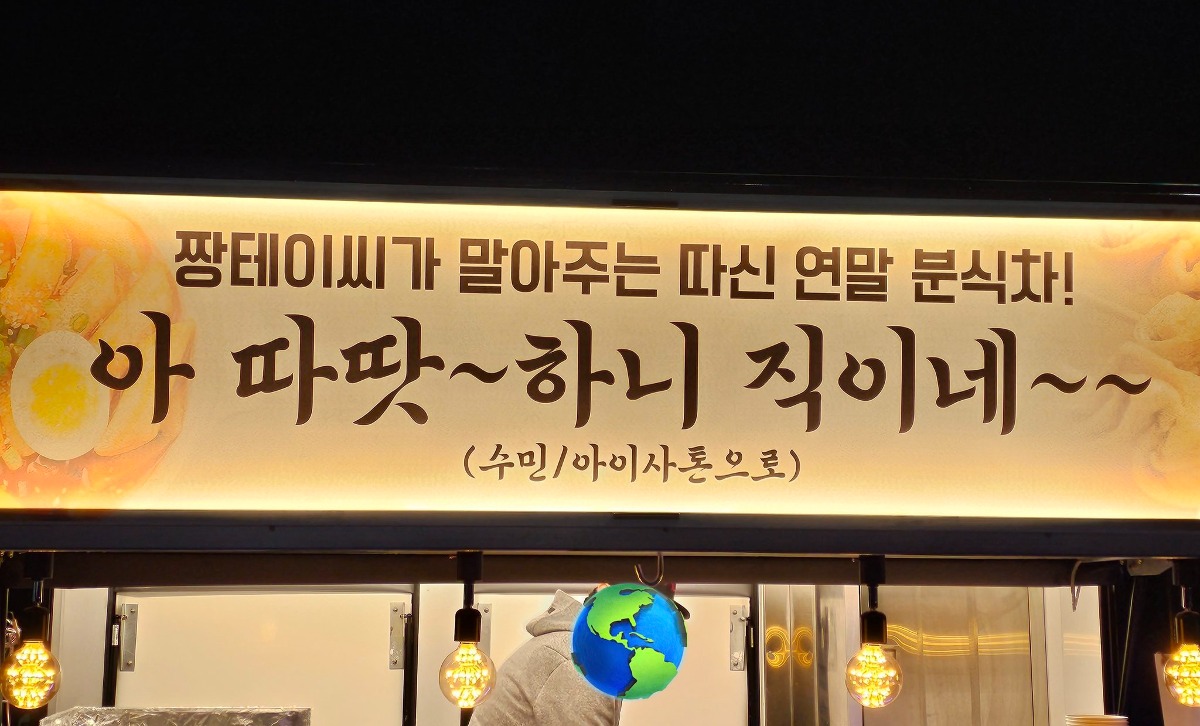 짱테이씨가 말아주는 따신 연말 분식차!
아 따땃~하니 직이네~~
(수민/아이사톤으로)